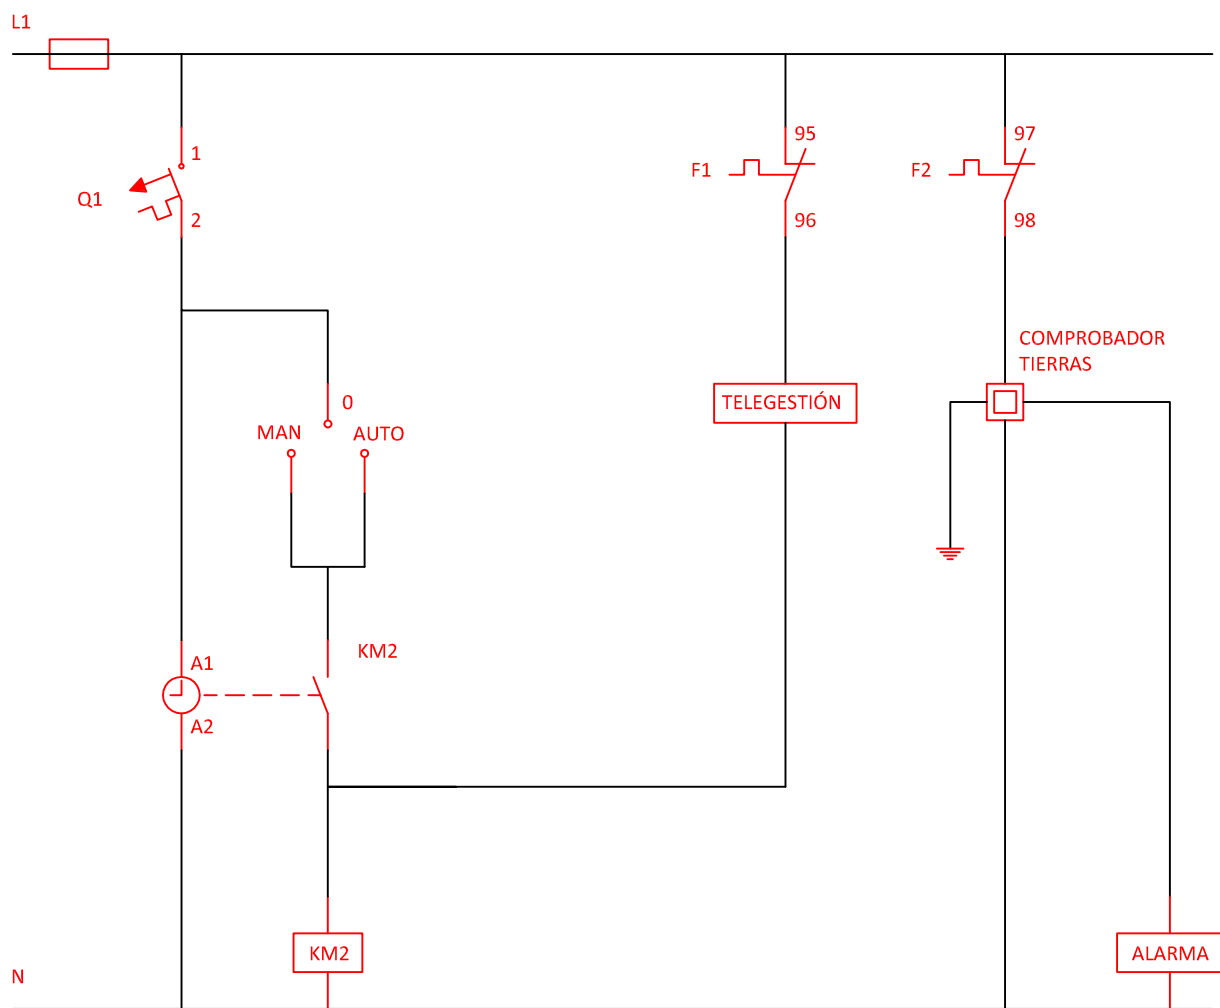 L1
1
Q1
2
95
F1
96
97
F2
98
COMPROBADOR
TIERRAS
0
MAN
AUTO
TELEGESTIÓN
KM2
A1
A2
KM2
ALARMA
N